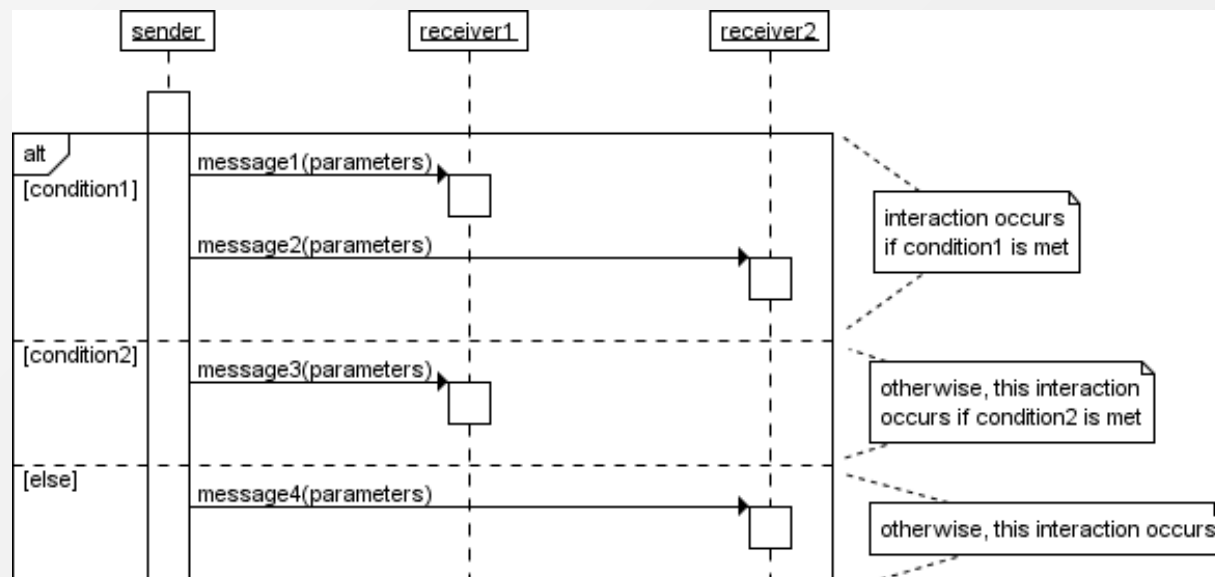 sender
receiver1
receiver2
alt
message1(parameters)
[condition1]
interaction occurs
if condition1 is met
message2(parameters)
[condition2]
message3(parameters)
otherwise, this interaction
occurs if condition2 is met
[else]
message4(parameters)
otherwise, this interaction occurs